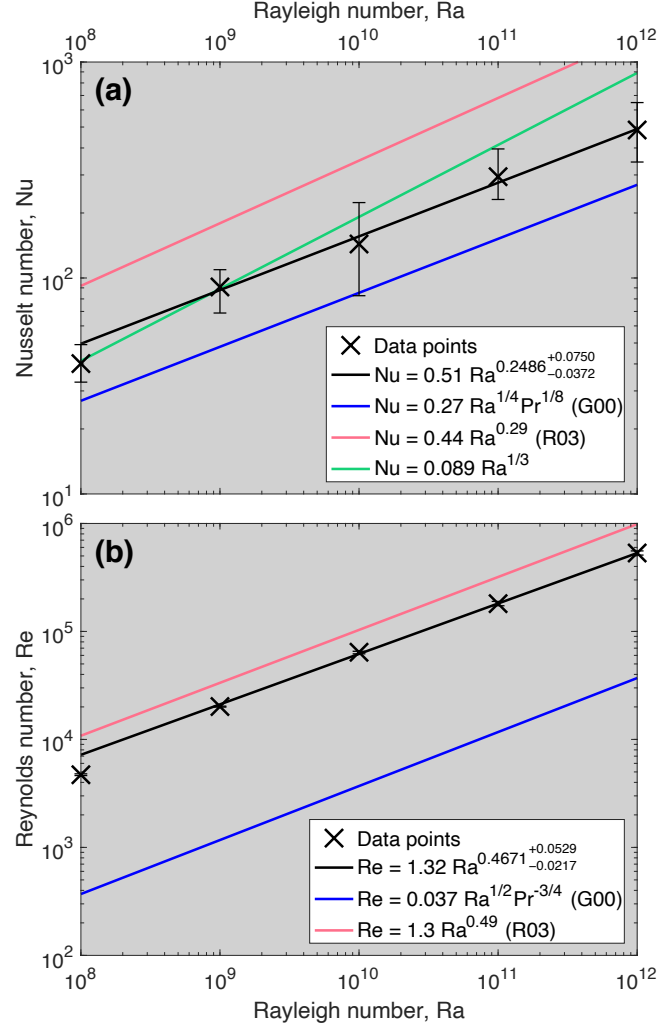 Rayleigh number, Ra
10^8 10^9 10^10 10^11 10^12
(a)
10^3
10^2
10^1
Nusselt number, Nu
Data points
Nu = 0.51 Ra^0.2486 +0.0750 −0.0372
Nu = 0.27 Ra^1/4 Pr^1/8 (G00)
Nu = 0.44 Ra^0.29 (R03)
Nu = 0.089 Ra^1/3
(b)
10^6
10^5
10^4
10^3
10^2
Reynolds number, Re
Data points
Re = 1.32 Ra^0.4671 +0.0529 −0.0217
Re = 0.037 Ra^1/2 Pr^-3/4 (G00)
Re = 1.3 Ra^0.49 (R03)
10^8 10^9 10^10 10^11 10^12
Rayleigh number, Ra